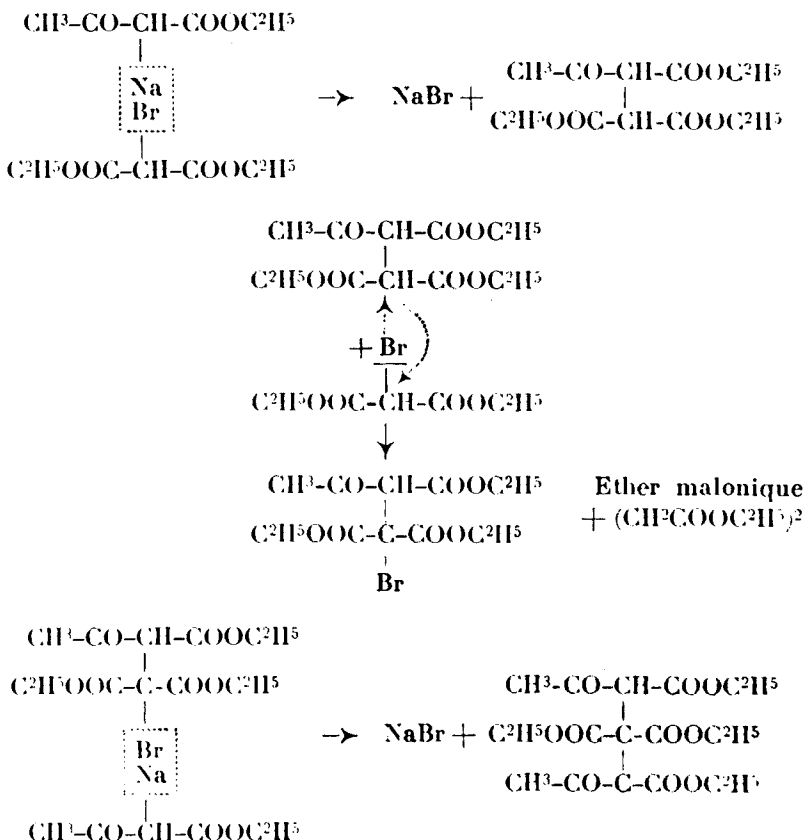 CH³-CO-CH-COOC²H⁵
Na
Br
C²H⁵OOC-CH-COOC²H⁵
→ NaBr +
CH³-CO-CH-COOC²H⁵
C²H⁵OOC-CH-COOC²H⁵
CH³-CO-CH-COOC²H⁵
C²H⁵OOC-CH-COOC²H⁵
+ Br
C²H⁵OOC-CH-COOC²H⁵
CH³-CO-CH-COOC²H⁵
C²H⁵OOC-C-COOC²H⁵
Br
Ether malonique
+ (CH²COOC²H⁵)²
CH³-CO-CH-COOC²H⁵
C²H⁵OOC-C-COOC²H⁵
Br
Na
CH³-CO-CH-COOC²H⁵
→ NaBr +
CH³-CO-CH-COOC²H⁵
C²H⁵OOC-C-COOC²H⁵
CH³-CO-C-COOC²H⁵